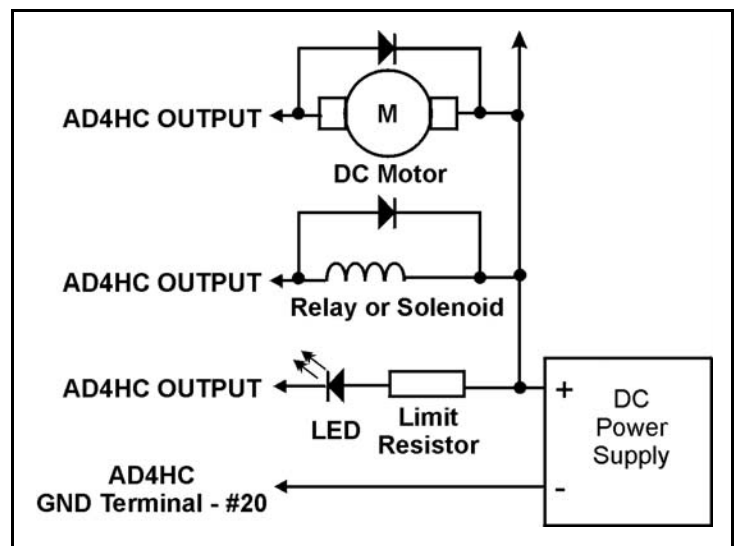 M
AD4HC OUTPUT
DC Motor
AD4HC OUTPUT
Relay or Solenoid
AD4HC OUTPUT
LED
Limit
Resistor
+
DC
Power
Supply
-
AD4HC
GND Terminal - #20